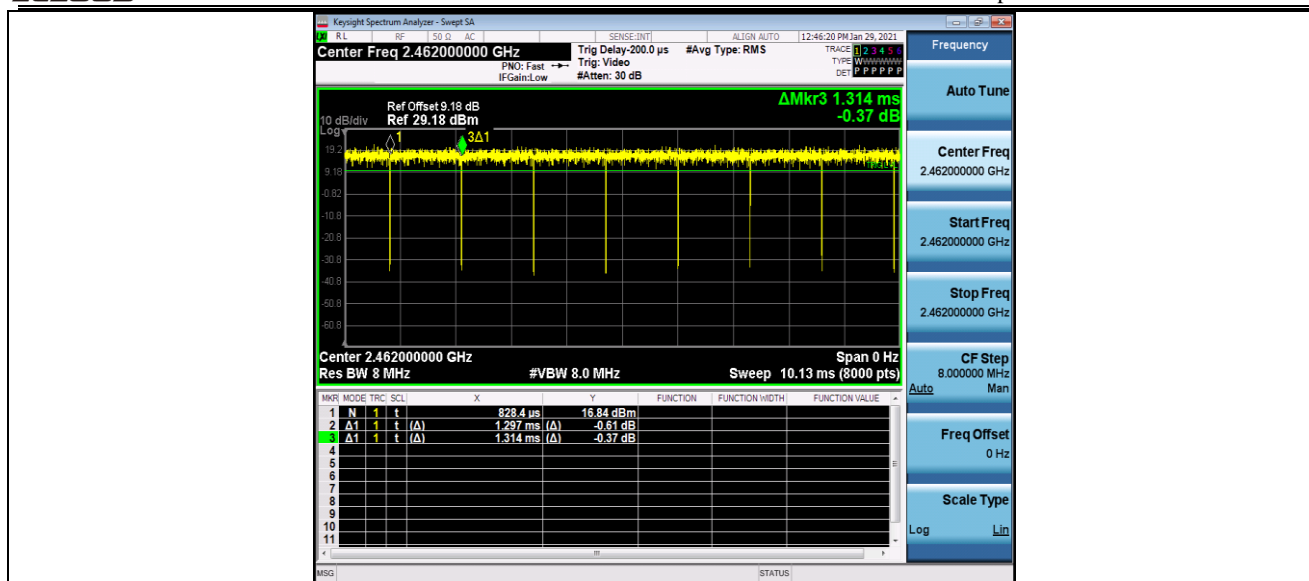 Keysight Spectrum Analyzer - Swept SA
RL RF 50 Ω AC SENSE:INT ALIGN AUTO 12:46:20 PM Jan 29, 2021
Center Freq 2.462000000 GHz
Trig Delay-200.0 µs #Avg Type: RMS
TRACE 1 2 3 4 5 6
PNO: Fast Trig: Video
TYPE WWWWWW
IFGain:Low #Atten: 30 dB
DET P P P P P P
Frequency
Auto Tune
Center Freq
2.462000000 GHz
Start Freq
2.462000000 GHz
Stop Freq
2.462000000 GHz
CF Step
8.000000 MHz
Auto Man
Freq Offset
0 Hz
Scale Type
Log Lin
ΔMkr3 1.314 ms
-0.37 dB
Ref Offset 9.18 dB
10 dB/div Ref 29.18 dBm
Log
1 3Δ1
19.2
9.18
-0.82
-10.8
-20.8
-30.8
-40.8
-50.8
-60.8
Center 2.462000000 GHz Span 0 Hz
Res BW 8 MHz #VBW 8.0 MHz Sweep 10.13 ms (8000 pts)
MKR MODE TRC SCL X Y FUNCTION FUNCTION WIDTH FUNCTION VALUE
1 N 1 t 828.4 µs 16.84 dBm
2 Δ1 1 t (Δ) 1.297 ms (Δ) -0.61 dB
3 Δ1 1 t (Δ) 1.314 ms (Δ) -0.37 dB
4
5
6
7
8
9
10
11
MSG STATUS